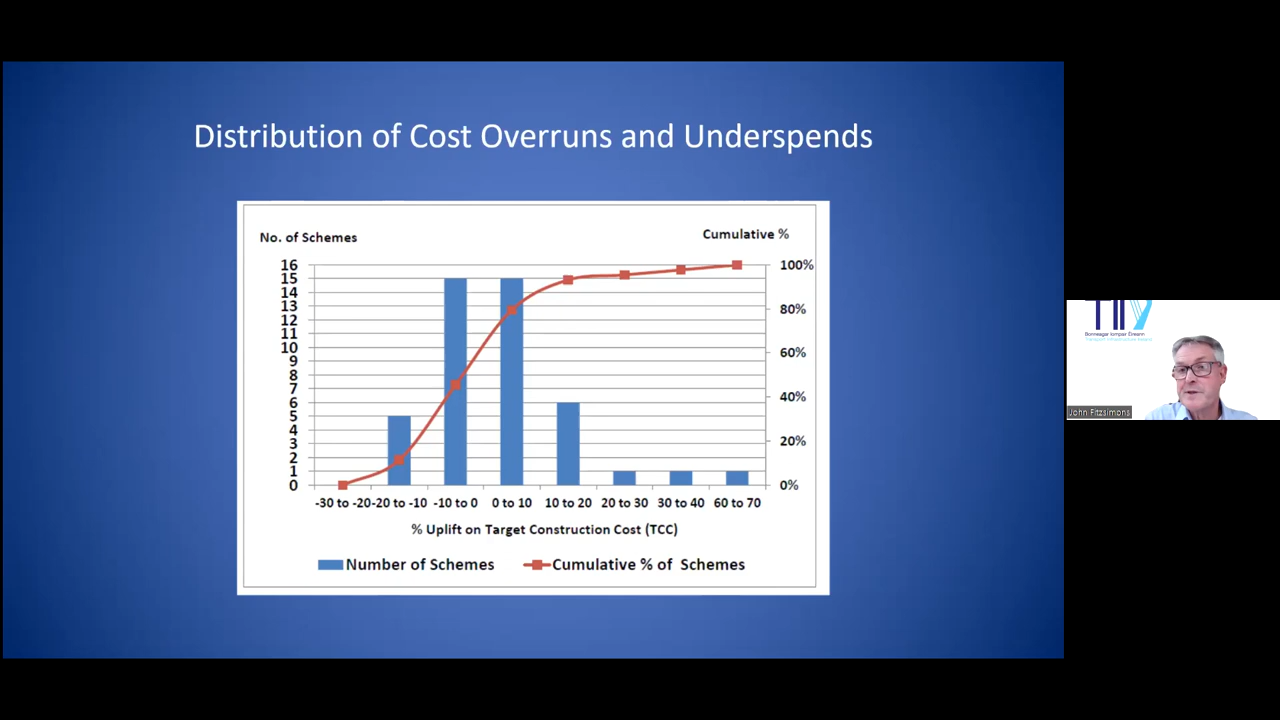 Distribution of Cost Overruns and Underspends
No. of Schemes
Cumulative %
16
15
14
13
12
11
10
9
8
7
6
5
4
3
2
1
0
100%
80%
60%
40%
20%
0%
-30 to -20 -20 to -10 -10 to 0 0 to 10 10 to 20 20 to 30 30 to 40 60 to 70
% Uplift on Target Construction Cost (TCC)
Number of Schemes Cumulative % of Schemes
Bonneagar Iompair Éireann
Transport Infrastructure Ireland
John Fitzsimons